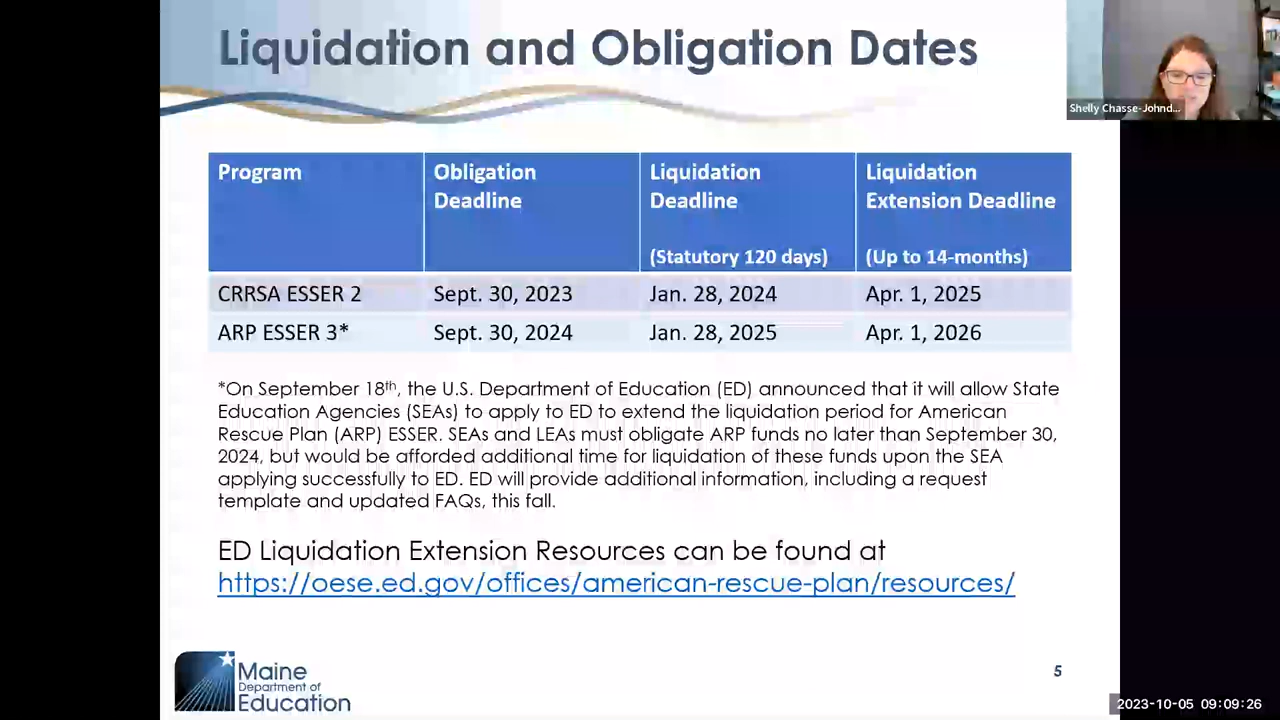 Liquidation and Obligation Dates
Shelly Chasse-Johnd...
Program
Obligation
Deadline
Liquidation
Deadline
(Statutory 120 days)
Liquidation
Extension Deadline
(Up to 14-months)
CRRSA ESSER 2
Sept. 30, 2023
Jan. 28, 2024
Apr. 1, 2025
ARP ESSER 3*
Sept. 30, 2024
Jan. 28, 2025
Apr. 1, 2026
*On September 18th, the U.S. Department of Education (ED) announced that it will allow State
Education Agencies (SEAs) to apply to ED to extend the liquidation period for American
Rescue Plan (ARP) ESSER. SEAs and LEAs must obligate ARP funds no later than September 30,
2024, but would be afforded additional time for liquidation of these funds upon the SEA
applying successfully to ED. ED will provide additional information, including a request
template and updated FAQs, this fall.
ED Liquidation Extension Resources can be found at
https://oese.ed.gov/offices/american-rescue-plan/resources/
Maine
Department of
Education
5
2023-10-05 09:09:26